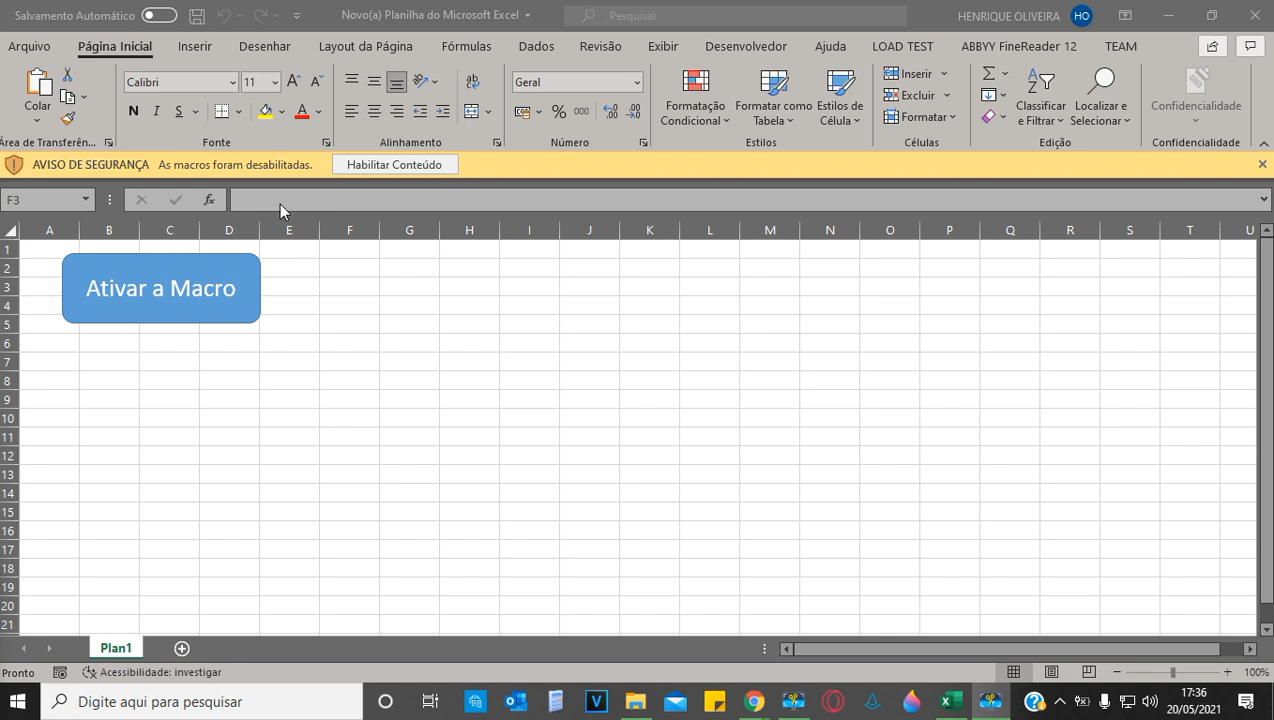 Salvamento Automático
Novo(a) Planilha do Microsoft Excel
Pesquisar
HENRIQUE OLIVEIRA
HO
Arquivo Página Inicial Inserir Desenhar Layout da Página Fórmulas Dados Revisão Exibir Desenvolvedor Ajuda LOAD TEST ABBYY FineReader 12 TEAM
Colar
Área de Transferên...
Calibri 11
N I S
Fonte
ab
Alinhamento
Geral
% 000
Número
Formatação
Condicional
Formatar como
Tabela
Estilos de
Célula
Estilos
Inserir
Excluir
Formatar
Células
Classificar
e Filtrar
Localizar e
Selecionar
Edição
Confidencialidade
Confidencialidade
AVISO DE SEGURANÇA As macros foram desabilitadas. Habilitar Conteúdo
F3 fx
A B C D E F G H I J K L M N O P Q R S T U
1
2
3
4
5
6
7
8
9
10
11
12
13
14
15
16
17
18
19
20
21
Ativar a Macro
Plan1
Pronto Acessibilidade: investigar 100%
Digite aqui para pesquisar
17:36
20/05/2021